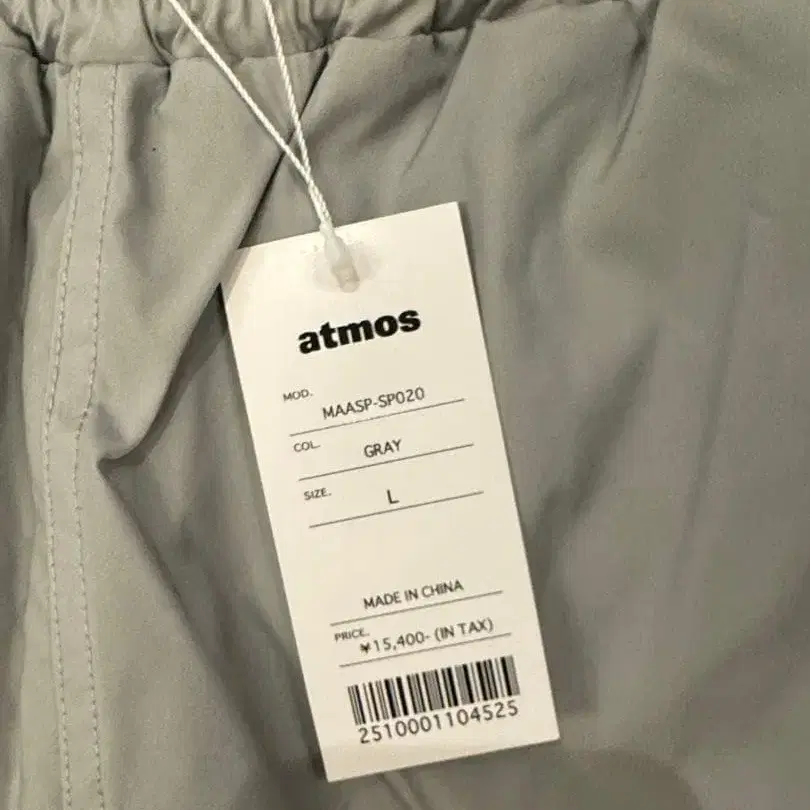 atmos
MOD. MAASP-SP020
COL. GRAY
SIZE. L
MADE IN CHINA
PRICE. ¥15,400- (IN TAX)
2510001104525